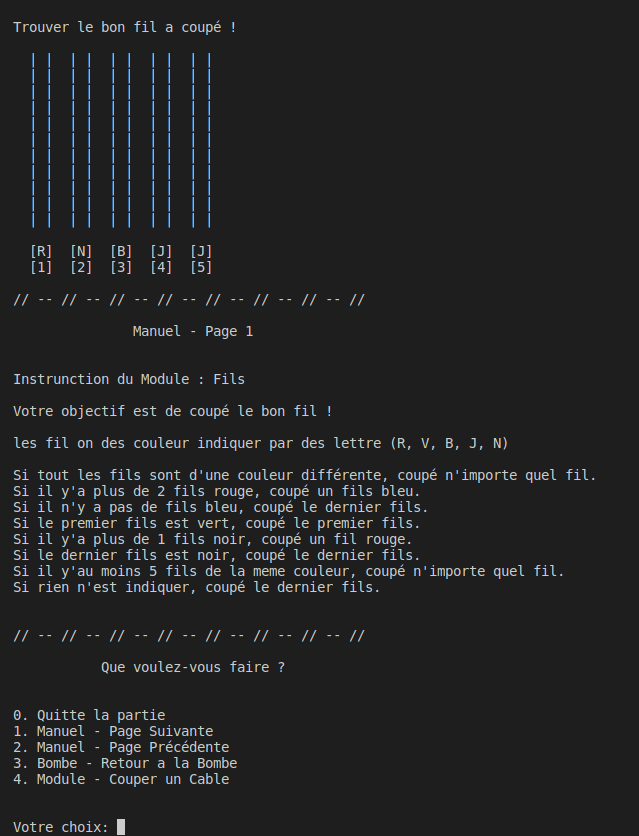 Trouver le bon fil a coupé !
| | | | | | | | | |
| | | | | | | | | |
| | | | | | | | | |
| | | | | | | | | |
| | | | | | | | | |
| | | | | | | | | |
| | | | | | | | | |
| | | | | | | | | |
| | | | | | | | | |
| | | | | | | | | |
| | | | | | | | | |
[R] [N] [B] [J] [J]
[1] [2] [3] [4] [5]
// -- // -- // -- // -- // -- // -- // -- //
Manuel - Page 1
Instrunction du Module : Fils
Votre objectif est de coupé le bon fil !
les fil on des couleur indiquer par des lettre (R, V, B, J, N)
Si tout les fils sont d'une couleur différente, coupé n'importe quel fil.
Si il y'a plus de 2 fils rouge, coupé un fils bleu.
Si il n'y a pas de fils bleu, coupé le dernier fils.
Si le premier fils est vert, coupé le premier fils.
Si il y'a plus de 1 fils noir, coupé un fil rouge.
Si le dernier fils est noir, coupé le dernier fils.
Si il y'au moins 5 fils de la meme couleur, coupé n'importe quel fil.
Si rien n'est indiquer, coupé le dernier fils.
// -- // -- // -- // -- // -- // -- // -- //
Que voulez-vous faire ?
0. Quitte la partie
1. Manuel - Page Suivante
2. Manuel - Page Précédente
3. Bombe - Retour a la Bombe
4. Module - Couper un Cable
Votre choix: